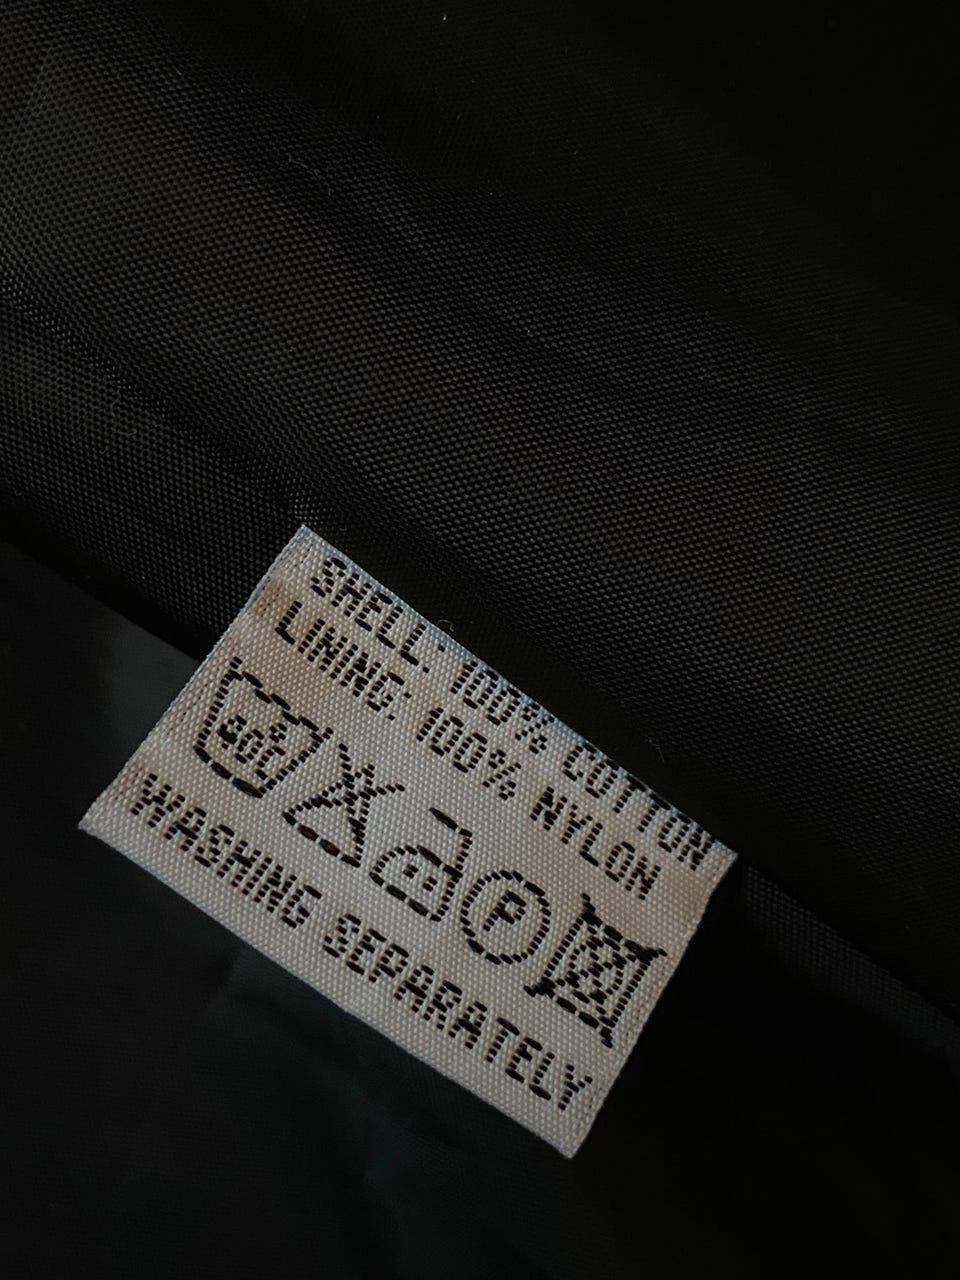 SHELL: 100% COTTON
LINING: 100% NYLON
P
WASHING SEPARATELY